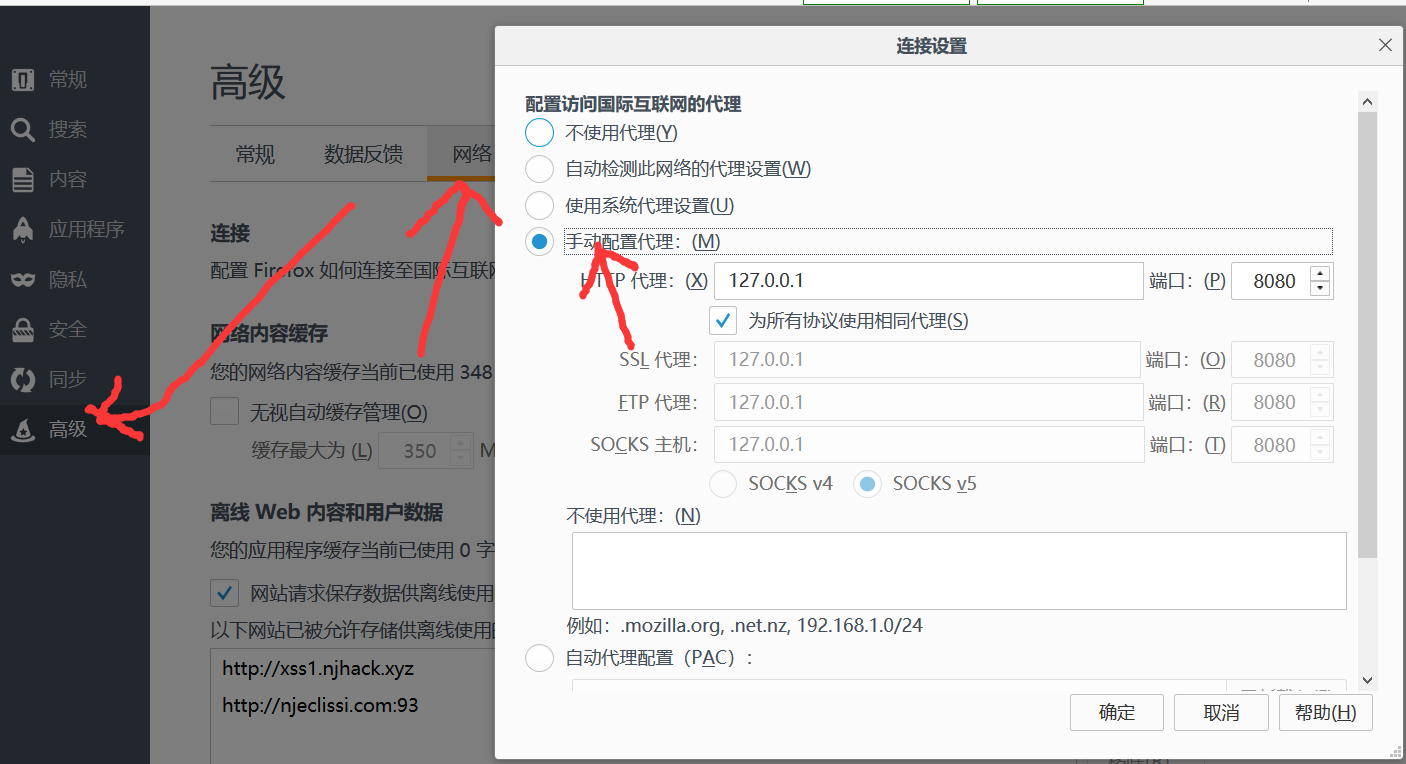 常规
搜索
内容
应用程序
隐私
安全
同步
高级
高级
常规 数据反馈 网络
连接
配置 Firefox 如何连接至国际互联网
网络内容缓存
您的网络内容缓存当前已使用 348
无视自动缓存管理(O)
缓存最大为 (L) 350 M
离线 Web 内容和用户数据
您的应用程序缓存当前已使用 0 字
网站请求保存数据供离线使用
以下网站已被允许存储供离线使用的
http://xss1.njhack.xyz
http://njeclissi.com:93
连接设置
配置访问国际互联网的代理
不使用代理(Y)
自动检测此网络的代理设置(W)
使用系统代理设置(U)
手动配置代理：(M)
HTTP 代理：(X) 127.0.0.1 端口：(P) 8080
为所有协议使用相同代理(S)
SSL 代理： 127.0.0.1 端口：(O) 8080
FTP 代理： 127.0.0.1 端口：(R) 8080
SOCKS 主机： 127.0.0.1 端口：(T) 8080
SOCKS v4 SOCKS v5
不使用代理：(N)
例如：.mozilla.org, .net.nz, 192.168.1.0/24
自动代理配置（PAC）：
确定 取消 帮助(H)